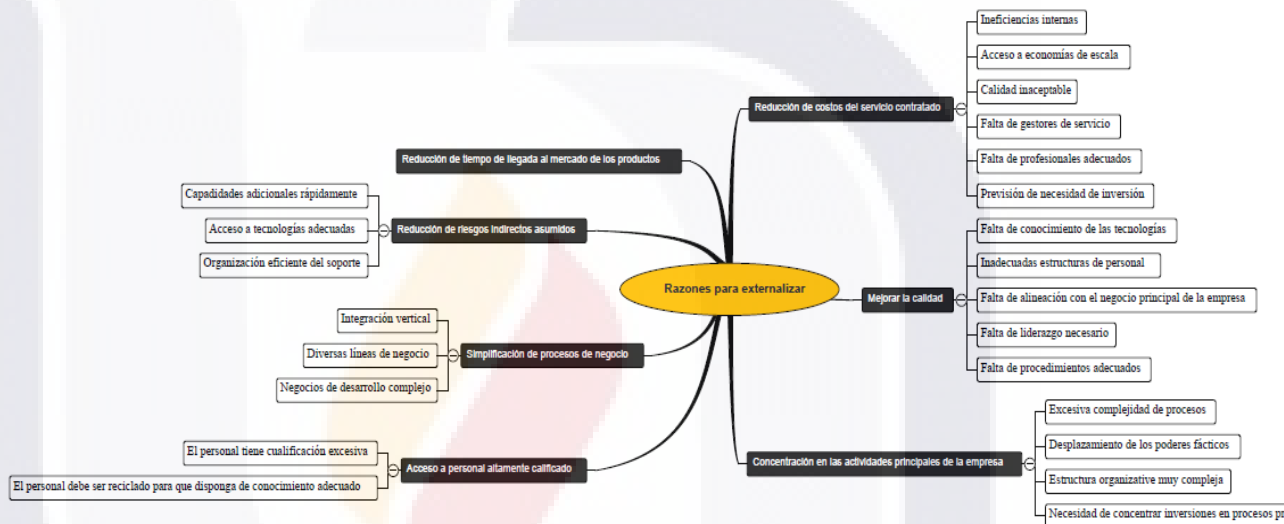 Razones para externalizar
Reducción de costos del servicio contratado
Ineficiencias internas
Acceso a economías de escala
Calidad inaceptable
Falta de gestores de servicio
Falta de profesionales adecuados
Previsión de necesidad de inversión
Mejorar la calidad
Falta de conocimiento de las tecnologías
Inadecuadas estructuras de personal
Falta de alineación con el negocio principal de la empresa
Falta de liderazgo necesario
Falta de procedimientos adecuados
Concentración en las actividades principales de la empresa
Excesiva complejidad de procesos
Desplazamiento de los poderes fácticos
Estructura organizative muy compleja
Necesidad de concentrar inversiones en procesos
Reducción de tiempo de llegada al mercado de los productos
Reducción de riesgos indirectos asumidos
Capadidades adicionales rápidamente
Acceso a tecnologías adecuadas
Organización eficiente del soporte
Simplificación de procesos de negocio
Integración vertical
Diversas líneas de negocio
Negocios de desarrollo complejo
Acceso a personal altamente calificado
El personal tiene cualificación excesiva
El personal debe ser reciclado para que disponga de conocimiento adecuado